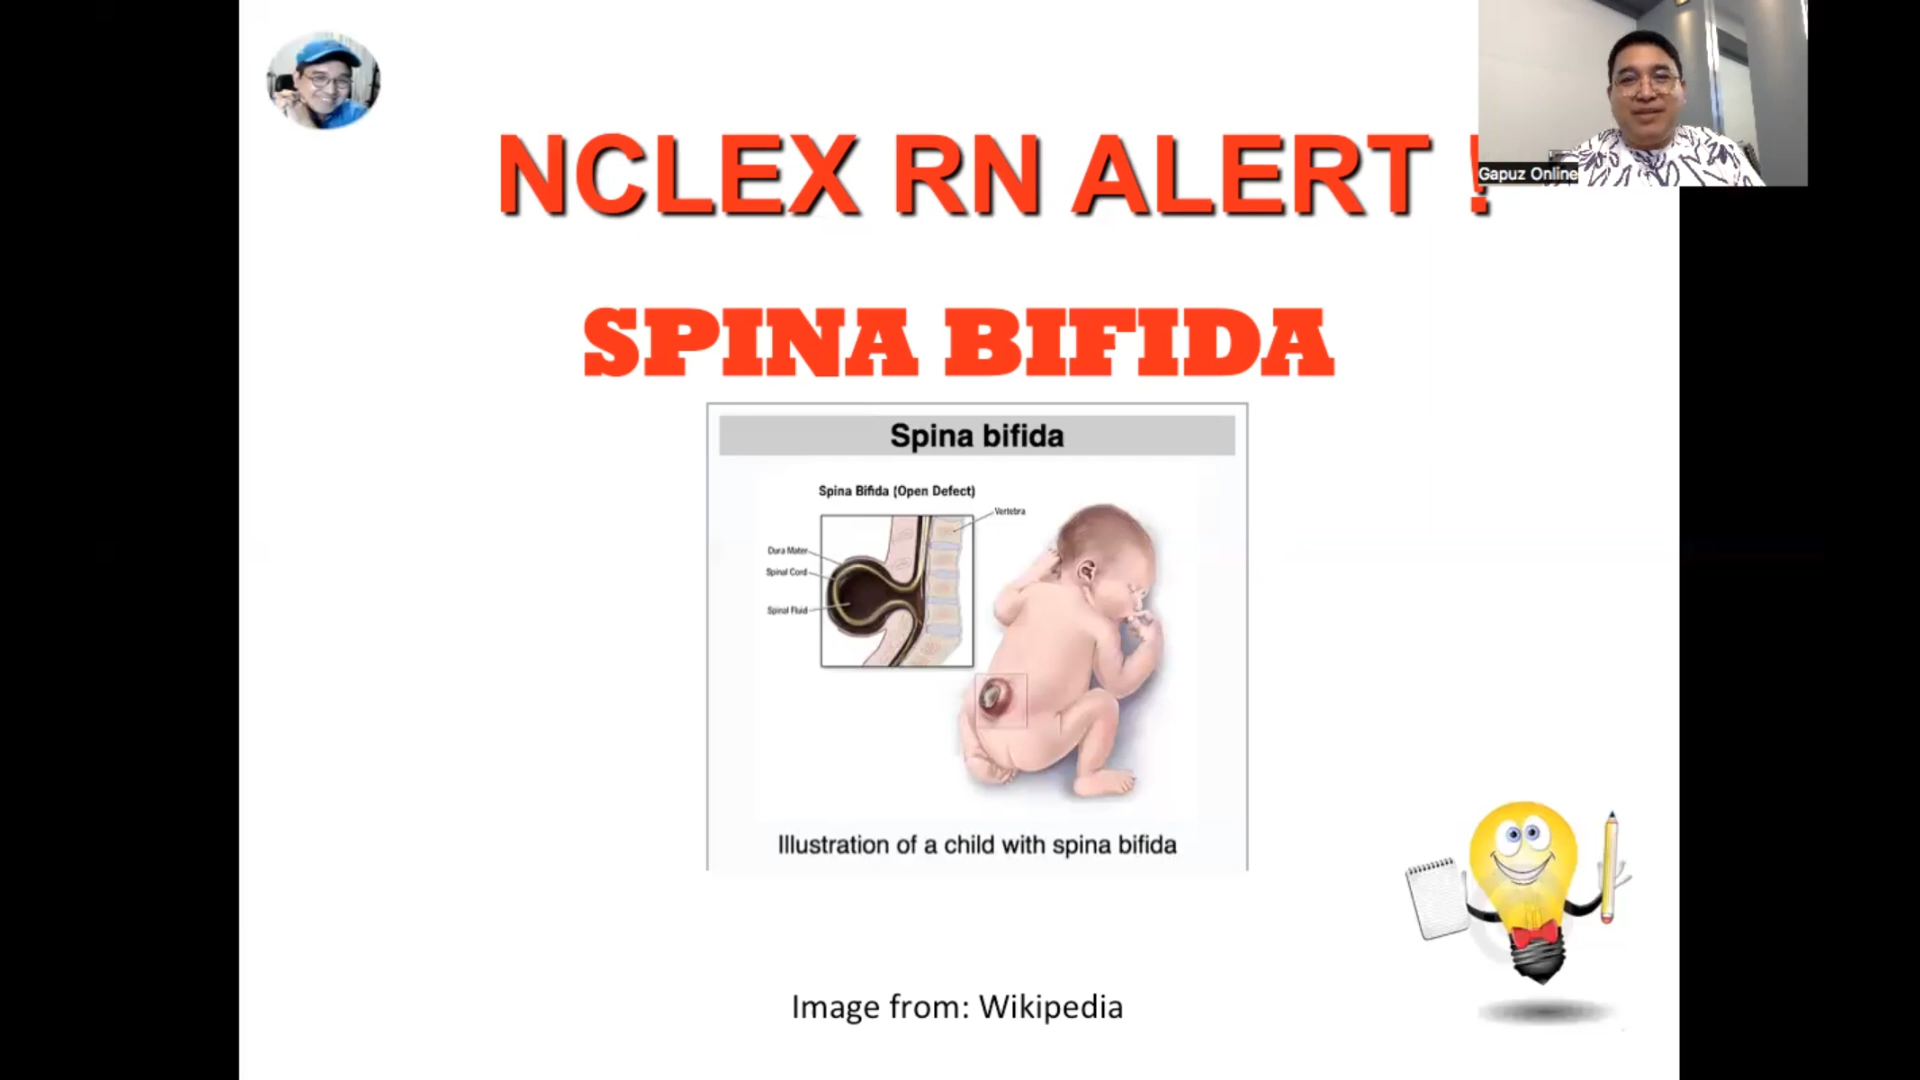 NCLEX RN ALERT !
Gapuz Online
SPINA BIFIDA
Spina bifida
Spina Bifida (Open Defect)
Vertebra
Dura Mater
Spinal Cord
Spinal Fluid
Illustration of a child with spina bifida
Image from: Wikipedia